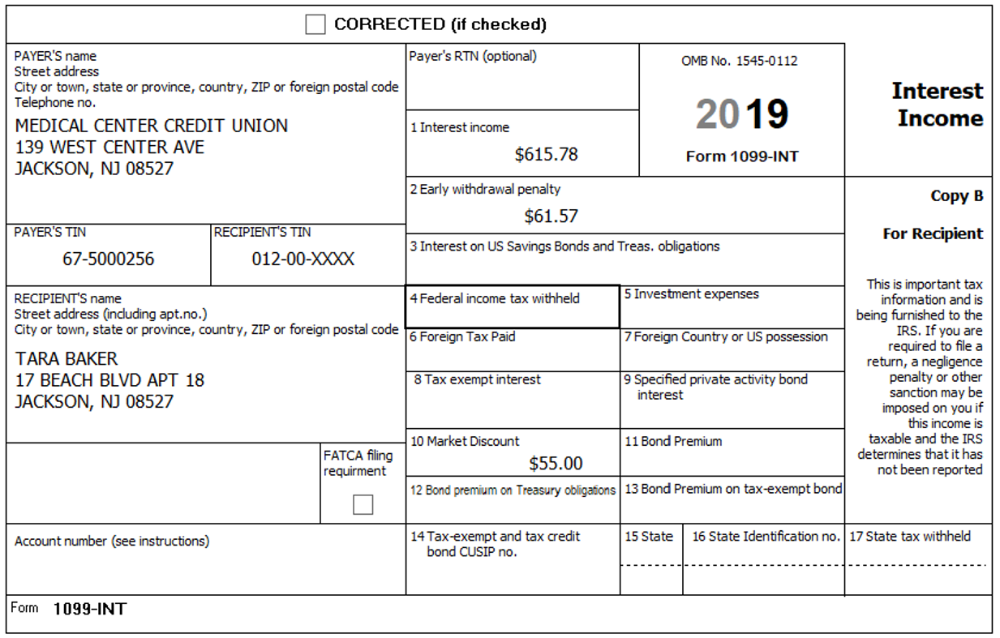 CORRECTED (if checked)
PAYER'S name
Street address
City or town, state or province, country, ZIP or foreign postal code
Telephone no.
MEDICAL CENTER CREDIT UNION
139 WEST CENTER AVE
JACKSON, NJ 08527
Payer's RTN (optional)
1 Interest income
$615.78
OMB No. 1545-0112
2019
Form 1099-INT
Interest
Income
2 Early withdrawal penalty
$61.57
Copy B
For Recipient
PAYER'S TIN
67-5000256
RECIPIENT'S TIN
012-00-XXXX
3 Interest on US Savings Bonds and Treas. obligations
RECIPIENT'S name
Street address (including apt.no.)
City or town, state or province, country, ZIP or foreign postal code
TARA BAKER
17 BEACH BLVD APT 18
JACKSON, NJ 08527
4 Federal income tax withheld
5 Investment expenses
6 Foreign Tax Paid
7 Foreign Country or US possession
8 Tax exempt interest
9 Specified private activity bond
interest
This is important tax
information and is
being furnished to the
IRS. If you are
required to file a
return, a negligence
penalty or other
sanction may be
imposed on you if
this income is
taxable and the IRS
determines that it has
not been reported
FATCA filing
requirment
10 Market Discount
$55.00
11 Bond Premium
12 Bond premium on Treasury obligations
13 Bond Premium on tax-exempt bond
Account number (see instructions)
14 Tax-exempt and tax credit
bond CUSIP no.
15 State
16 State Identification no.
17 State tax withheld
Form 1099-INT